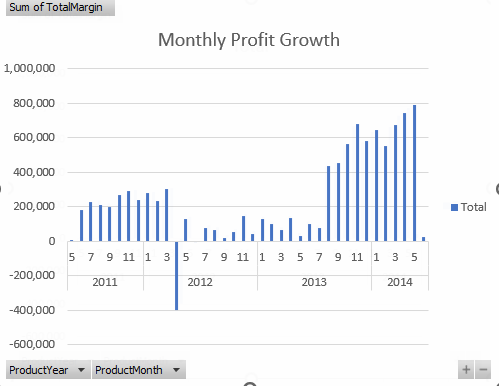 Sum of TotalMargin
Monthly Profit Growth
1,000,000
800,000
600,000
400,000
200,000
0
-200,000
-400,000
-600,000
5 7 9 11 1 3 5 7 9 11 1 3 5 7 9 11 1 3 5
2011 2012 2013 2014
Total
ProductYear ProductMonth